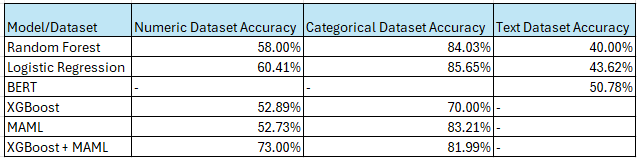 Model/Dataset Numeric Dataset Accuracy Categorical Dataset Accuracy Text Dataset Accuracy
Random Forest 58.00% 84.03% 40.00%
Logistic Regression 60.41% 85.65% 43.62%
BERT - - 50.78%
XGBoost 52.89% 70.00% -
MAML 52.73% 83.21% -
XGBoost + MAML 73.00% 81.99% -